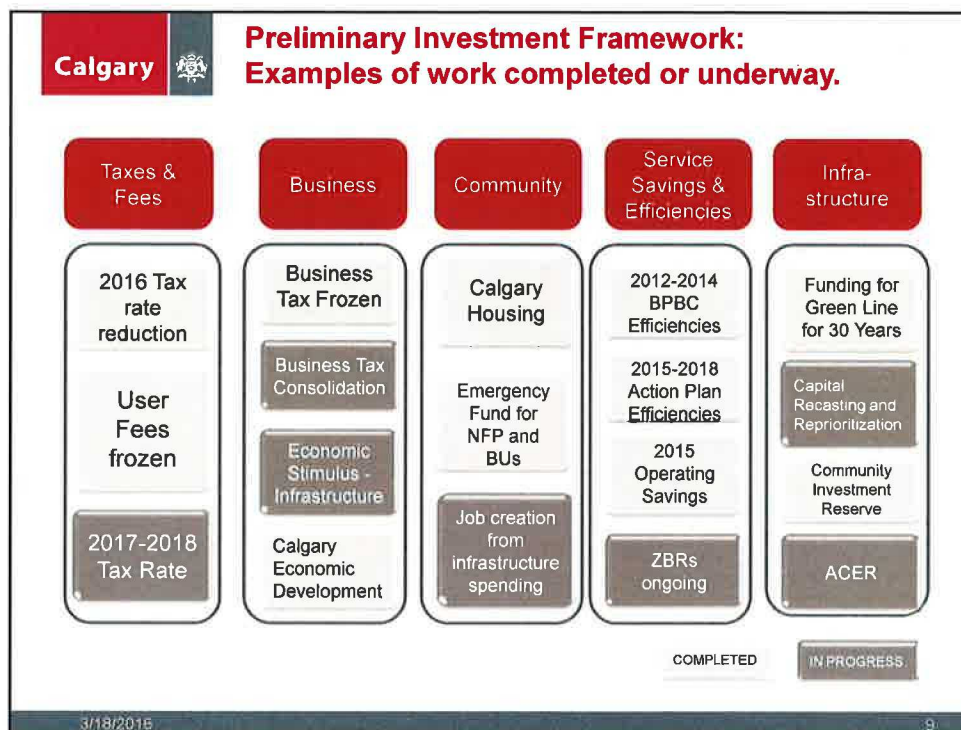 Calgary
Preliminary Investment Framework:
Examples of work completed or underway.
Taxes &
Fees
Business
Community
Service
Savings &
Efficiencies
Infra-
structure
2016 Tax
rate
reduction
User
Fees
frozen
2017-2018
Tax Rate
Business
Tax Frozen
Business Tax
Consolidation
Economic
Stimulus -
Infrastructure
Calgary
Economic
Development
Calgary
Housing
Emergency
Fund for
NFP and
BUs
Job creation
from
infrastructure
spending
2012-2014
BPBC
Efficiencies
2015-2018
Action Plan
Efficiencies
2015
Operating
Savings
ZBRs
ongoing
Funding for
Green Line
for 30 Years
Capital
Recasting and
Reprioritization
Community
Investment
Reserve
ACER
COMPLETED
IN PROGRESS
3/18/2016
9